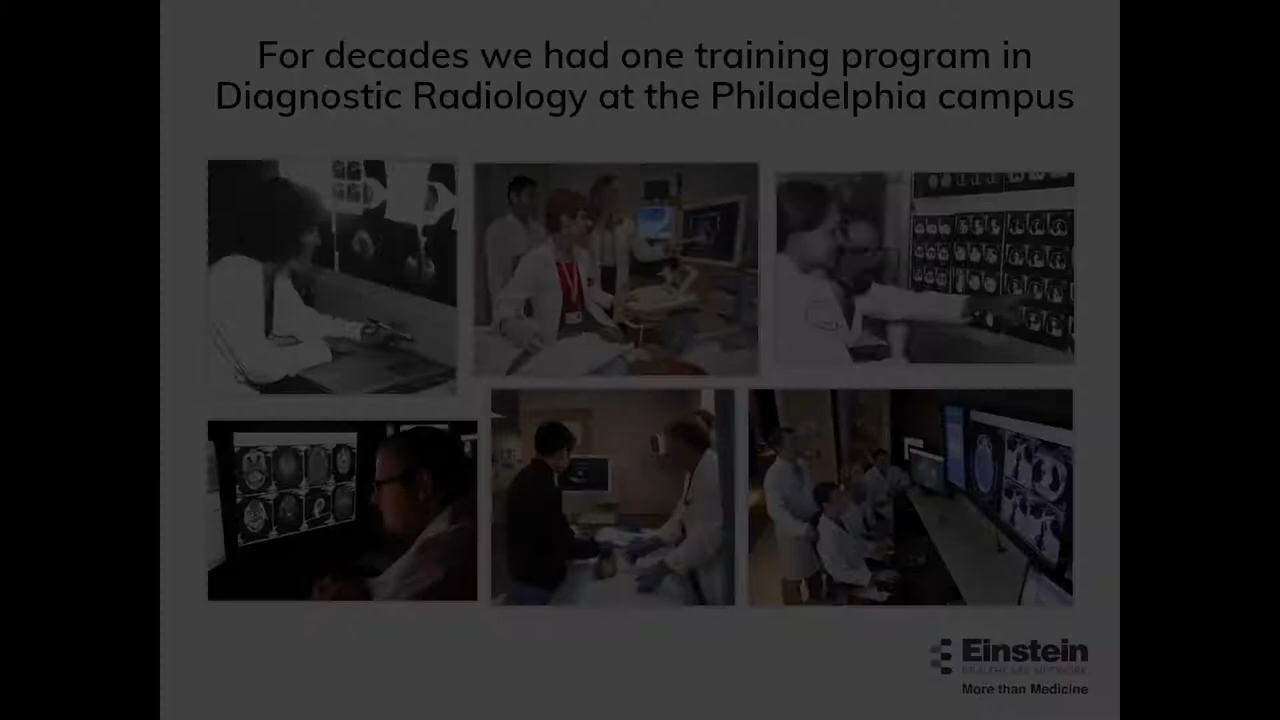 For decades we had one training program in
Diagnostic Radiology at the Philadelphia campus
Einstein
HEALTHCARE NETWORK
More than Medicine